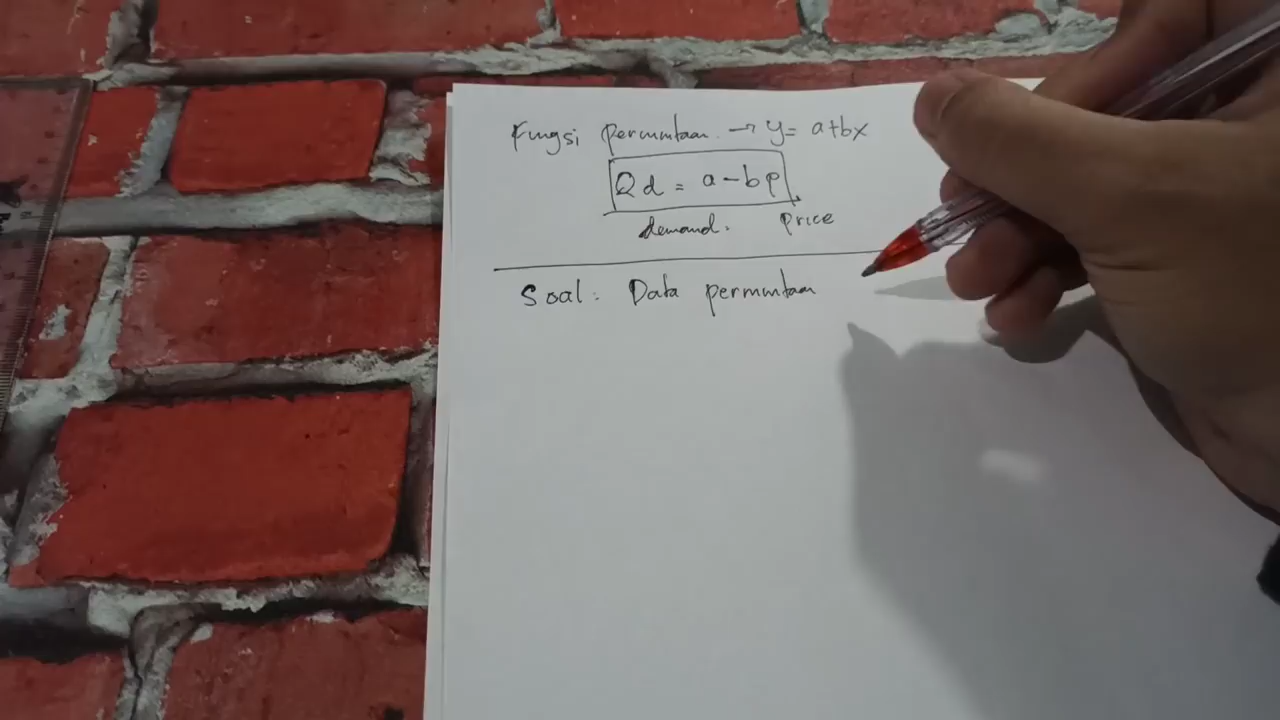 Fungsi permintaan → y = a+bx
Qd = a - bp
demand. Price
Soal : Data permintaan